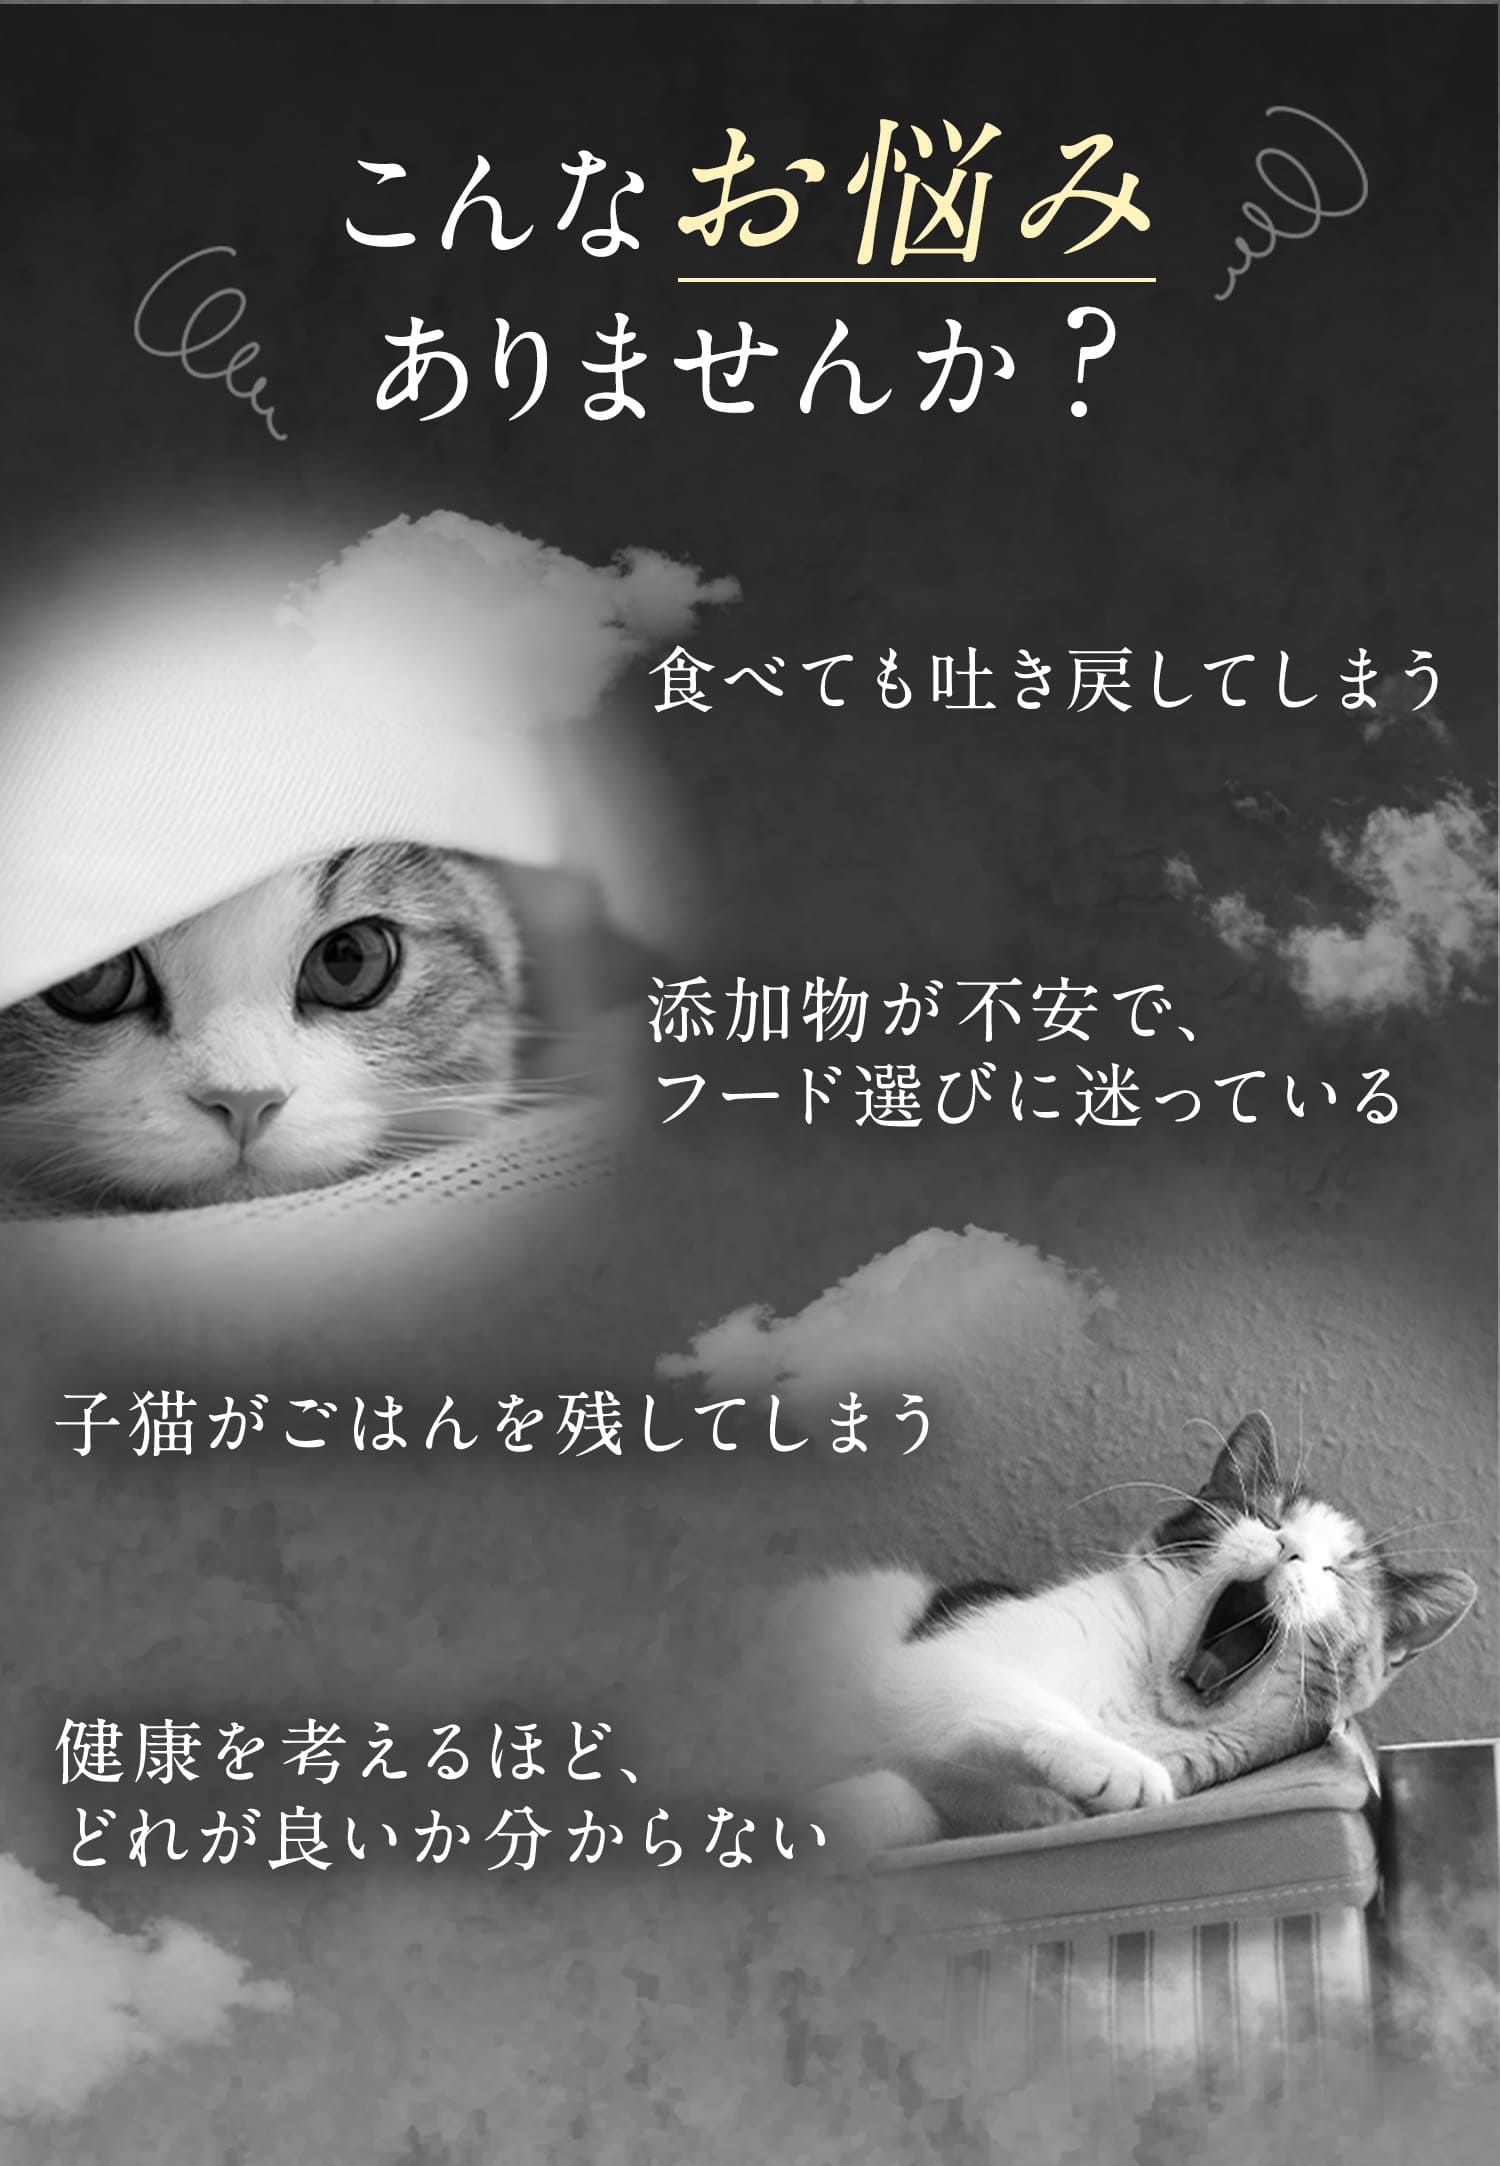 こんなお悩み
ありませんか？
食べても吐き戻してしまう
添加物が不安で、
フード選びに迷っている
子猫がごはんを残してしまう
健康を考えるほど、
どれが良いか分からない